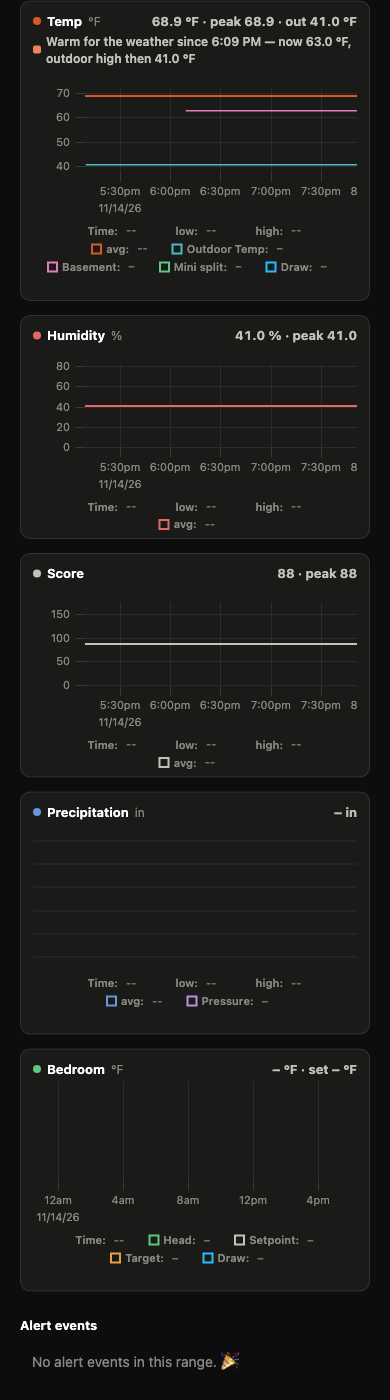 Temp °F 68.9 °F · peak 68.9 · out 41.0 °F
Warm for the weather since 6:09 PM — now 63.0 °F,
outdoor high then 41.0 °F
70
60
50
40
5:30pm 6:00pm 6:30pm 7:00pm 7:30pm 8
11/14/26
Time: -- low: -- high: --
avg: -- Outdoor Temp: –
Basement: – Mini split: – Draw: –
Humidity % 41.0 % · peak 41.0
80
60
40
20
0
5:30pm 6:00pm 6:30pm 7:00pm 7:30pm 8
11/14/26
Time: -- low: -- high: --
avg: --
Score 88 · peak 88
150
100
50
0
5:30pm 6:00pm 6:30pm 7:00pm 7:30pm 8
11/14/26
Time: -- low: -- high: --
avg: --
Precipitation in – in
Time: -- low: -- high: --
avg: -- Pressure: –
Bedroom °F – °F · set – °F
12am 4am 8am 12pm 4pm
11/14/26
Time: -- Head: – Setpoint: –
Target: – Draw: –
Alert events
No alert events in this range. 🎉